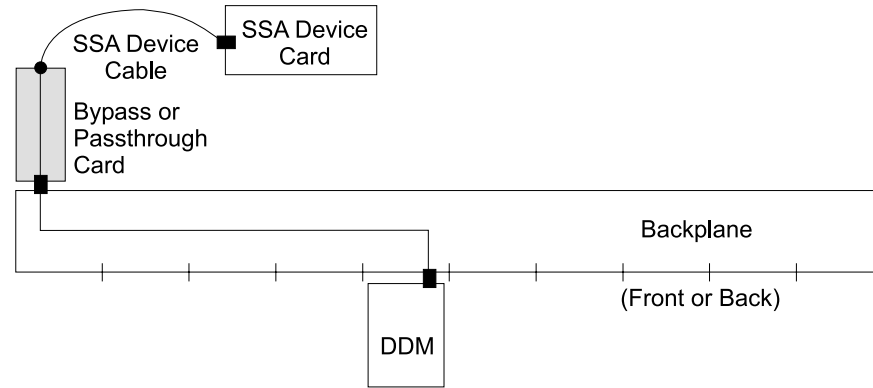 SSA Device
Cable
SSA Device
Card
Bypass or
Passthrough
Card
Backplane
(Front or Back)
DDM